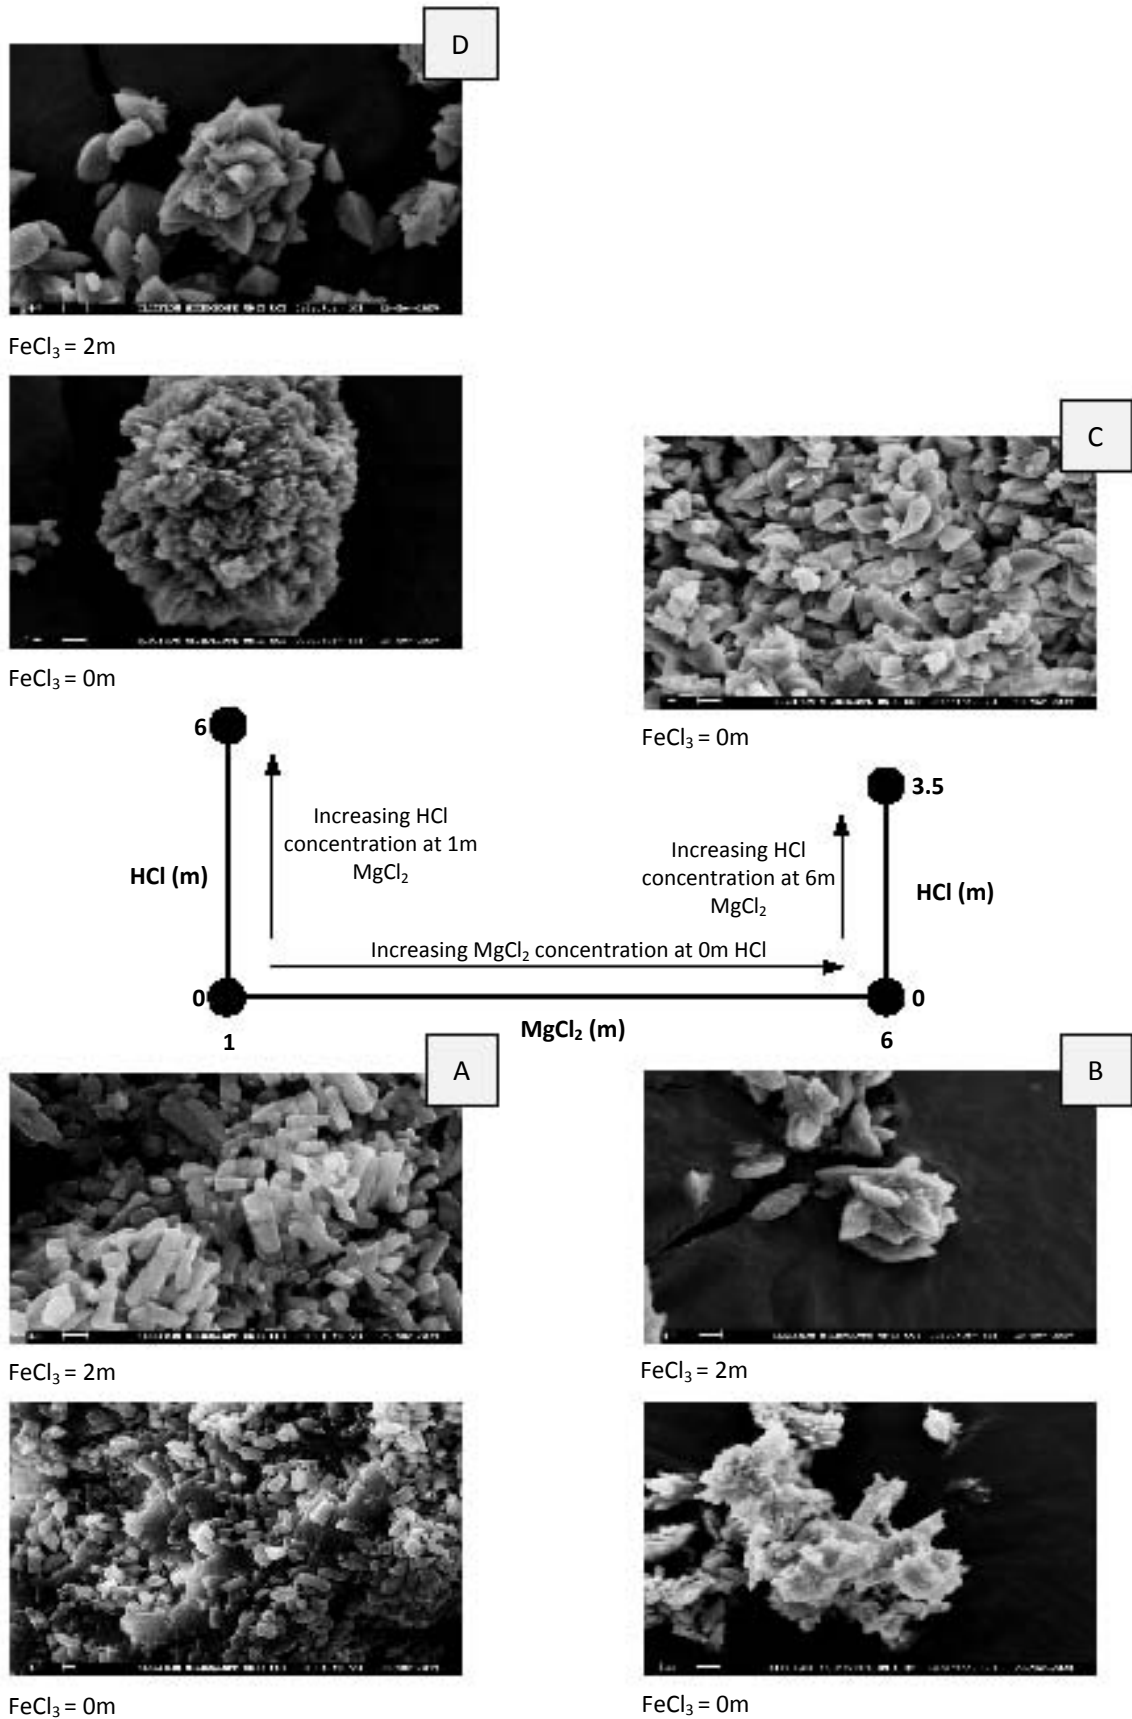 D
FeCl₃ = 2m
FeCl₃ = 0m
C
FeCl₃ = 0m
6
Increasing HCl
concentration at 1m
MgCl₂
HCl (m)
3.5
Increasing HCl
concentration at 6m
MgCl₂
HCl (m)
Increasing MgCl₂ concentration at 0m HCl
0
0
1
MgCl₂ (m)
6
A
FeCl₃ = 2m
B
FeCl₃ = 2m
FeCl₃ = 0m
FeCl₃ = 0m